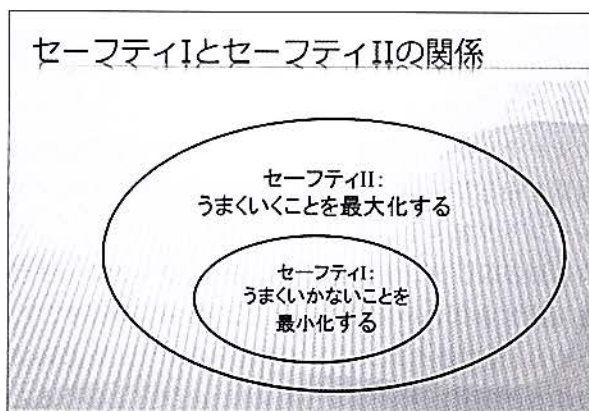 セーフティIとセーフティIIの関係
セーフティII:
うまくいくことを最大化する
セーフティI:
うまくいかないことを
最小化する